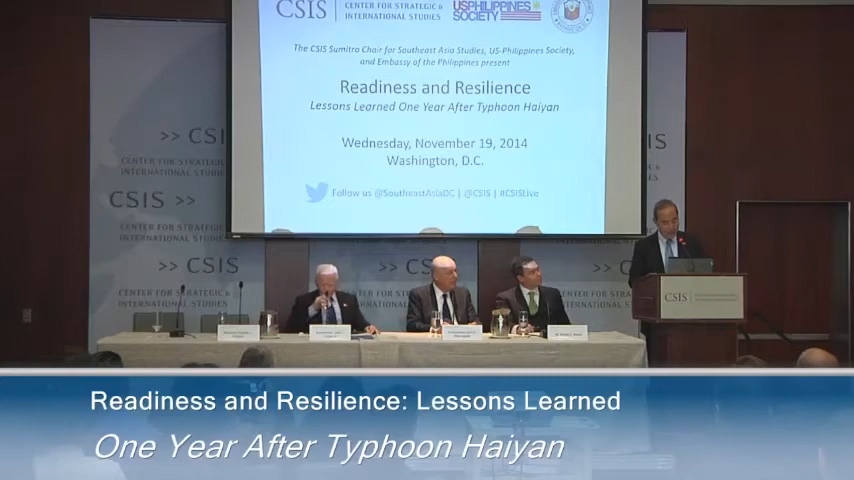 CSIS | CENTER FOR STRATEGIC &
INTERNATIONAL STUDIES
USPHILIPPINES
SOCIETY
The CSIS Sumitro Chair for Southeast Asia Studies, US-Philippines Society,
and Embassy of the Philippines present
Readiness and Resilience
Lessons Learned One Year After Typhoon Haiyan
Wednesday, November 19, 2014
Washington, D.C.
Follow us @SoutheastAsiaDC | @CSIS | #CSISLive
>> CSIS
CENTER FOR STRATEGIC
INTERNATIONAL STUDIES
CSIS >>
CENTER FOR STRATEGIC
INTERNATIONAL STUDIES
>> CSIS
CENTER FOR STRATEGIC &
INTERNATIONAL STUDIES
>> CSIS
CSIS
Readiness and Resilience: Lessons Learned
One Year After Typhoon Haiyan